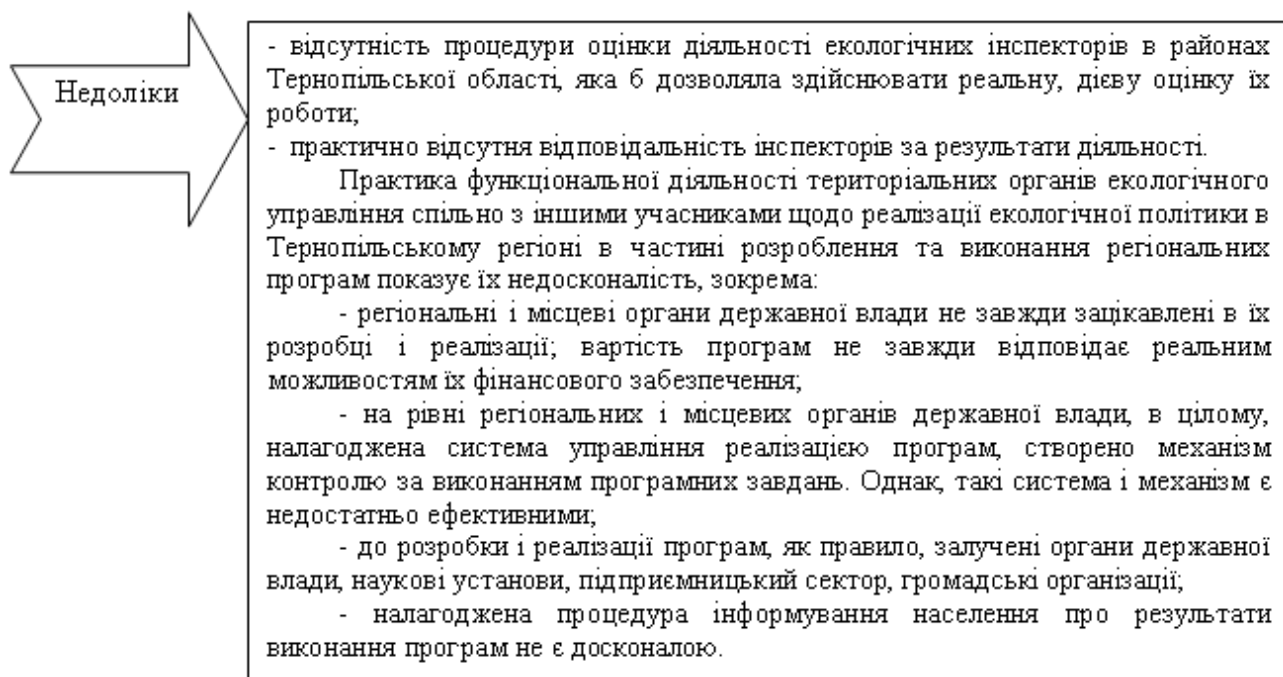 Недоліки
- відсутність процедури оцінки діяльності екологічних інспекторів в районах
Тернопільської області, яка б дозволяла здійснювати реальну, дієву оцінку їх
роботи;
- практично відсутня відповідальність інспекторів за результати діяльності.
Практика функціональної діяльності територіальних органів екологічного
управління спільно з іншими учасниками щодо реалізації екологічної політики в
Тернопільському регіоні в частині розроблення та виконання регіональних
програм показує їх недосконалість, зокрема:
- регіональні і місцеві органи державної влади не завжди зацікавлені в їх
розробці і реалізації; вартість програм не завжди відповідає реальним
можливостям їх фінансового забезпечення;
- на рівні регіональних і місцевих органів державної влади, в цілому,
налагоджена система управління реалізацією програм, створено механізм
контролю за виконанням програмних завдань. Однак, такі система і механізм є
недостатньо ефективними;
- до розробки і реалізації програм, як правило, залучені органи державної
влади, наукові установи, підприємницький сектор, громадські організації;
- налагоджена процедура інформування населення про результати
виконання програм не є досконалою.